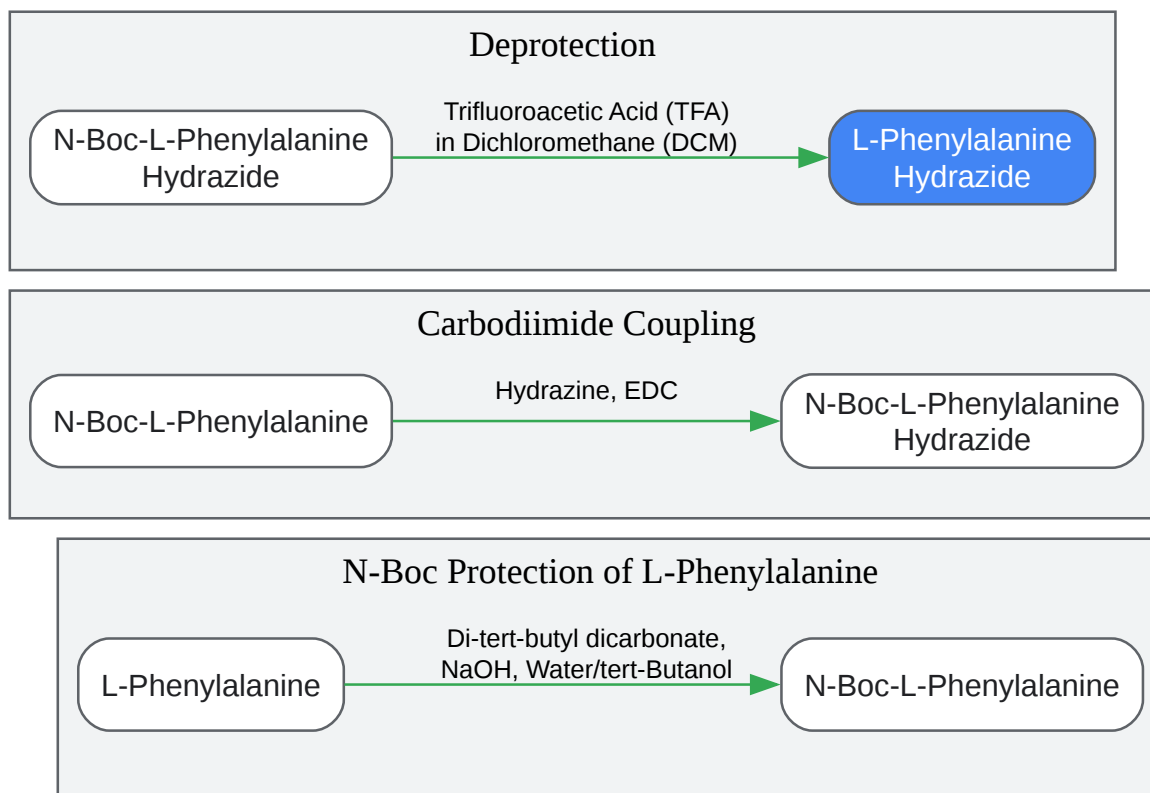 Deprotection
N-Boc-L-Phenylalanine
Hydrazide
Trifluoroacetic Acid (TFA)
in Dichloromethane (DCM)
L-Phenylalanine
Hydrazide
Carbodiimide Coupling
N-Boc-L-Phenylalanine
Hydrazine, EDC
N-Boc-L-Phenylalanine
Hydrazide
N-Boc Protection of L-Phenylalanine
L-Phenylalanine
Di-tert-butyl dicarbonate,
NaOH, Water/tert-Butanol
N-Boc-L-Phenylalanine